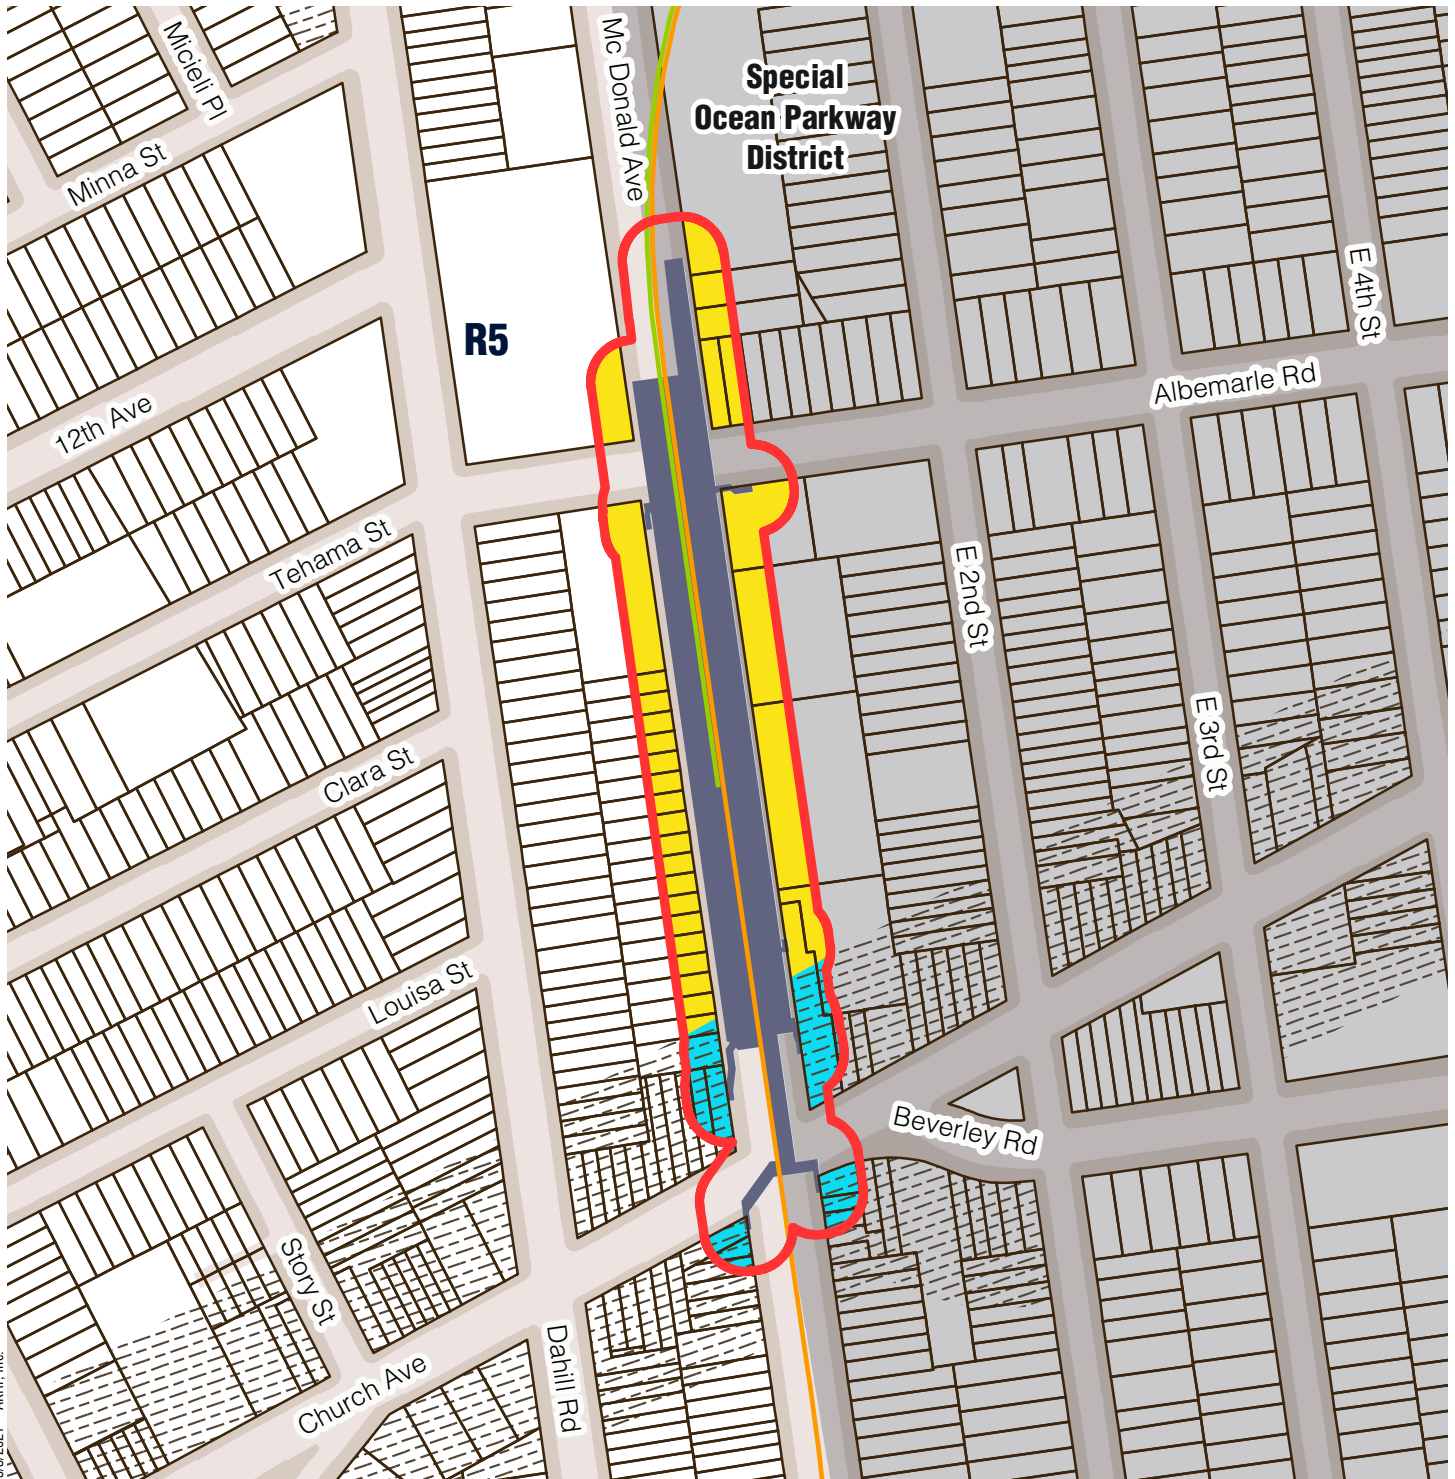 Micieli Pl
Mc Donald Ave
Special
Ocean Parkway
District
Minna St
E 4th St
R5
Albemarle Rd
12th Ave
Tehama St
E 2nd St
E 3rd St
Clara St
Louisa St
Beverley Rd
Story St
Dahill Rd
Church Ave